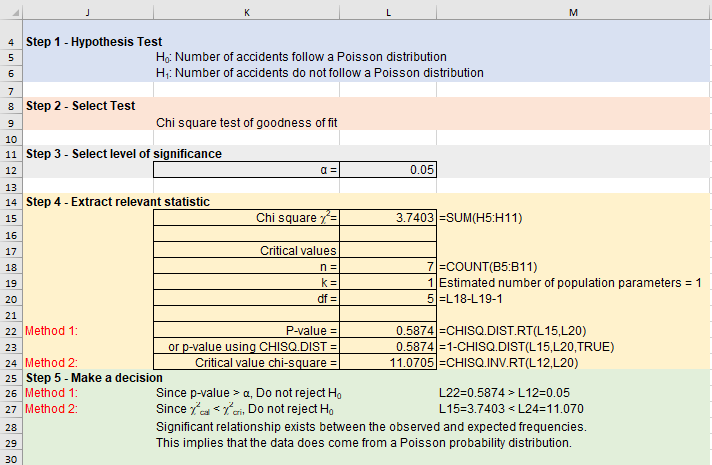 J K L M
4 Step 1 - Hypothesis Test
5 H₀: Number of accidents follow a Poisson distribution
6 H₁: Number of accidents do not follow a Poisson distribution
7
8 Step 2 - Select Test
9 Chi square test of goodness of fit
10
11 Step 3 - Select level of significance
12 α = 0.05
13
14 Step 4 - Extract relevant statistic
15 Chi square χ²= 3.7403 =SUM(H5:H11)
16
17 Critical values
18 n = 7 =COUNT(B5:B11)
19 k = 1 Estimated number of population parameters = 1
20 df = 5 =L18-L19-1
21
22 Method 1: P-value = 0.5874 =CHISQ.DIST.RT(L15,L20)
23 or p-value using CHISQ.DIST = 0.5874 =1-CHISQ.DIST(L15,L20,TRUE)
24 Method 2: Critical value chi-square = 11.0705 =CHISQ.INV.RT(L12,L20)
25 Step 5 - Make a decision
26 Method 1: Since p-value > α, Do not reject H₀ L22=0.5874 > L12=0.05
27 Method 2: Since χ²cal < χ²cri, Do not reject H₀ L15=3.7403 < L24=11.070
28 Significant relationship exists between the observed and expected frequencies.
29 This implies that the data does come from a Poisson probability distribution.
30